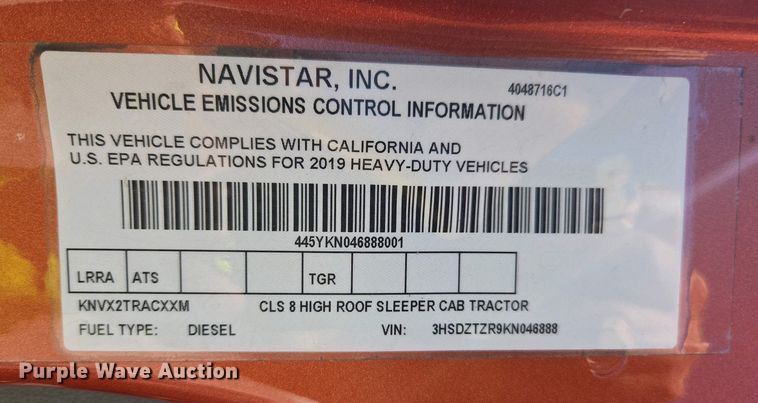 NAVISTAR, INC.
4048716C1
VEHICLE EMISSIONS CONTROL INFORMATION
THIS VEHICLE COMPLIES WITH CALIFORNIA AND
U.S. EPA REGULATIONS FOR 2019 HEAVY-DUTY VEHICLES
445YKN046888001
LRRA ATS TGR
KNVX2TRACXXM CLS 8 HIGH ROOF SLEEPER CAB TRACTOR
FUEL TYPE: DIESEL VIN: 3HSDZTZR9KN046888
Purple Wave Auction